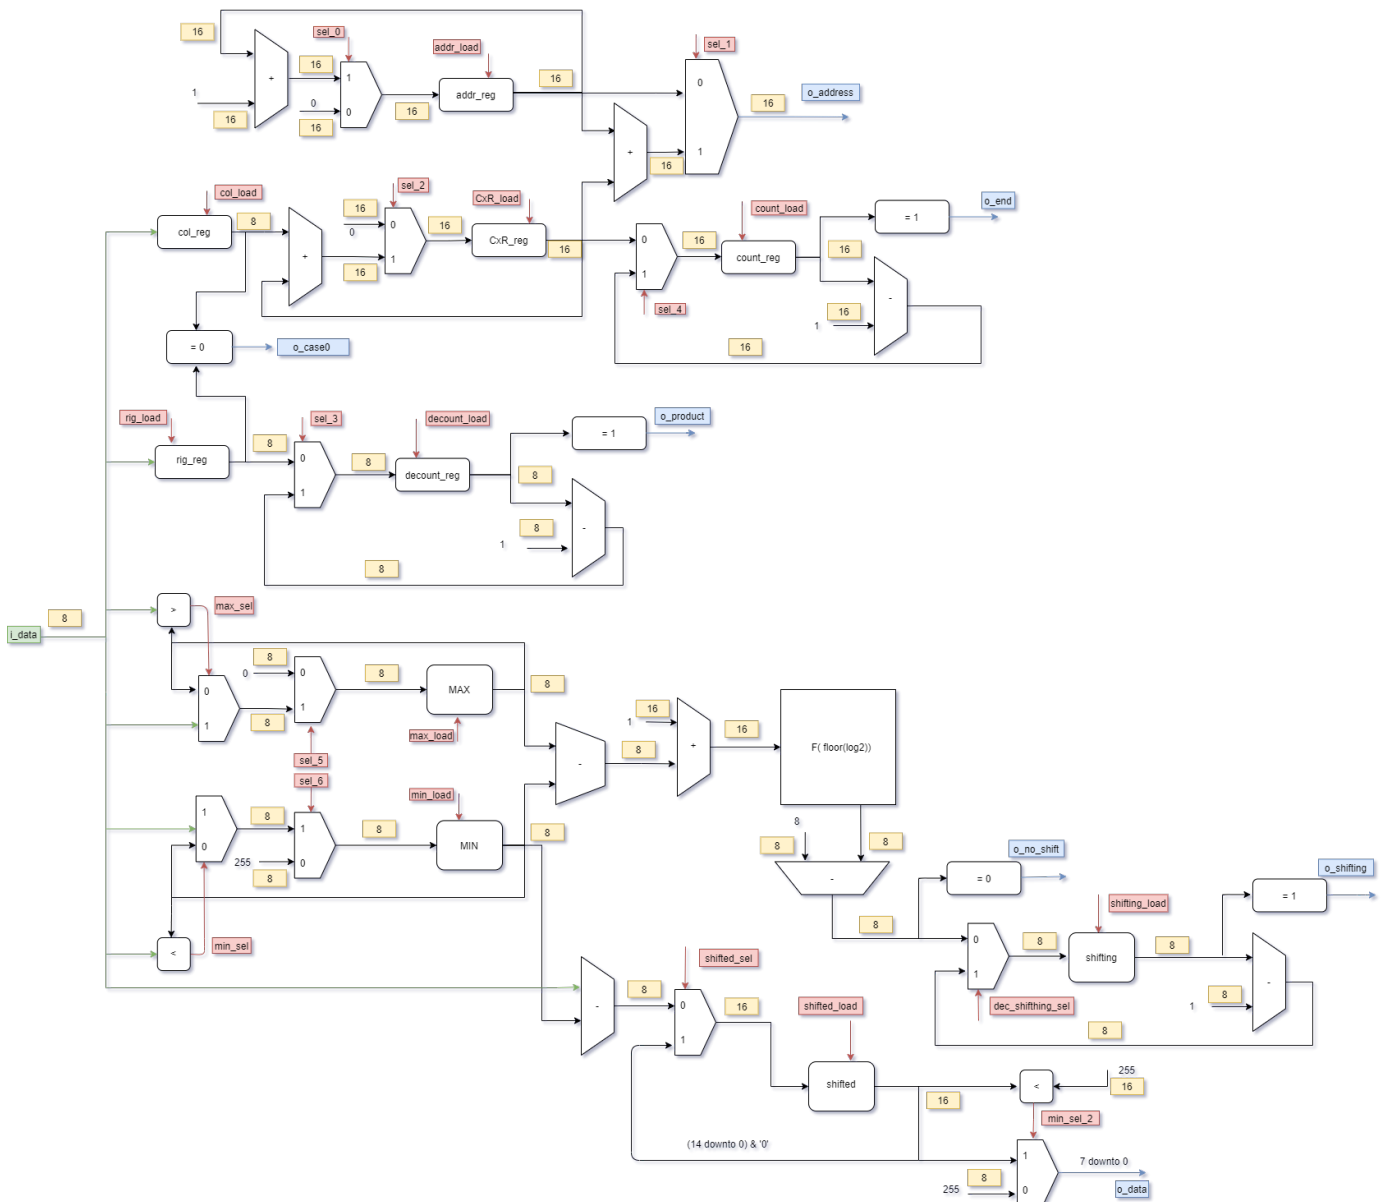 16
sel_0
addr_load
sel_1
+
16
1
16
addr_reg
16
0
o_address
1
16
0
16
0
16
16
+
1
16
col_load
sel_2
CxR_load
count_load
= 1
o_end
col_reg
8
16
0
0
16
CxR_reg
16
0
16
count_reg
16
+
16
1
1
sel_4
-
16
1
= 0
o_case0
16
rig_load
sel_3
decount_load
= 1
o_product
rig_reg
8
0
8
decount_reg
8
1
8
-
1
8
i_data
8
>
max_sel
8
0
0
8
MAX
8
0
1
1
8
max_load
sel_5
-
8
16
1
+
16
F( floor(log2))
sel_6
min_load
1
0
8
1
8
MIN
8
255
0
8
8
8
8
-
o_no_shift
= 0
o_shifting
= 1
<
min_sel
8
shifting_load
0
8
shifting
8
1
dec_shifthing_sel
8
1
-
8
shifted_sel
-
8
0
16
shifted_load
1
shifted
16
<
255
16
min_sel_2
(14 downto 0) & '0'
1
7 downto 0
8
255
0
o_data